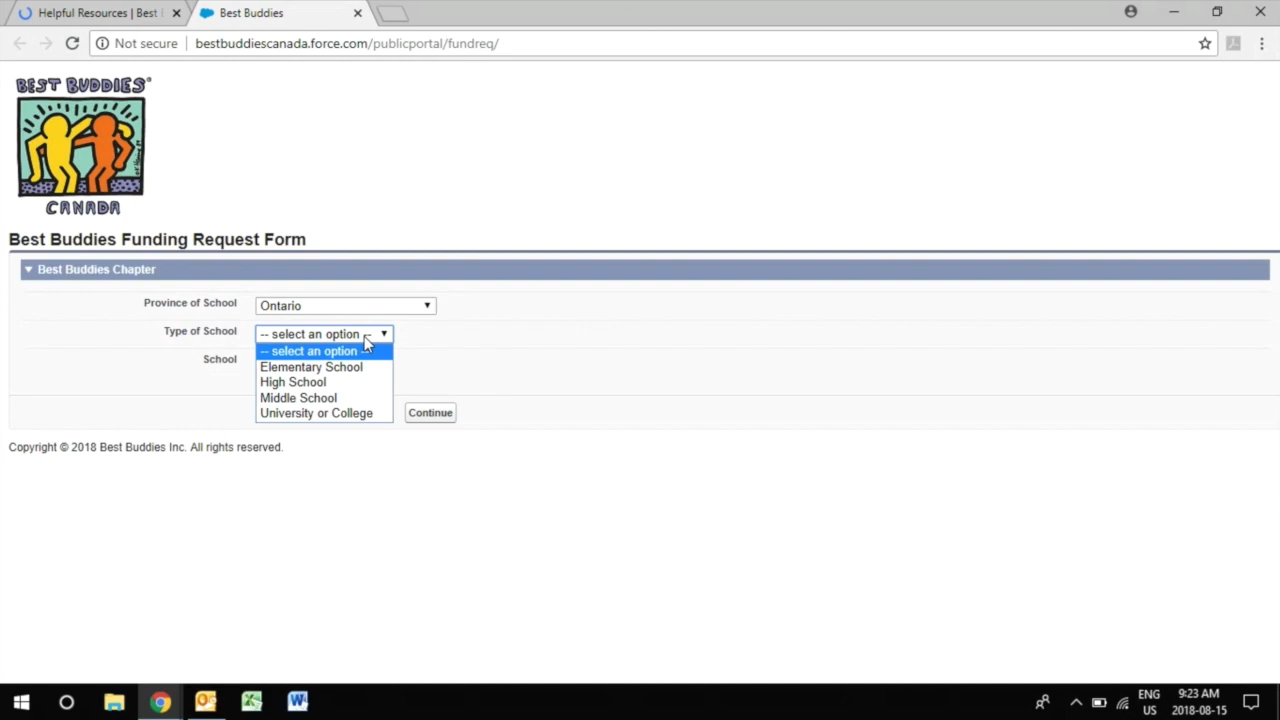 Helpful Resources | Best
Best Buddies
Not secure
bestbuddiescanada.force.com/publicportal/fundreq/
BEST BUDDIES®
CANADA
Best Buddies Funding Request Form
Best Buddies Chapter
Province of School
Ontario
Type of School
-- select an option --
School
-- select an option --
Elementary School
High School
Middle School
University or College
Continue
Copyright © 2018 Best Buddies Inc. All rights reserved.
ENG
US
9:23 AM
2018-08-15